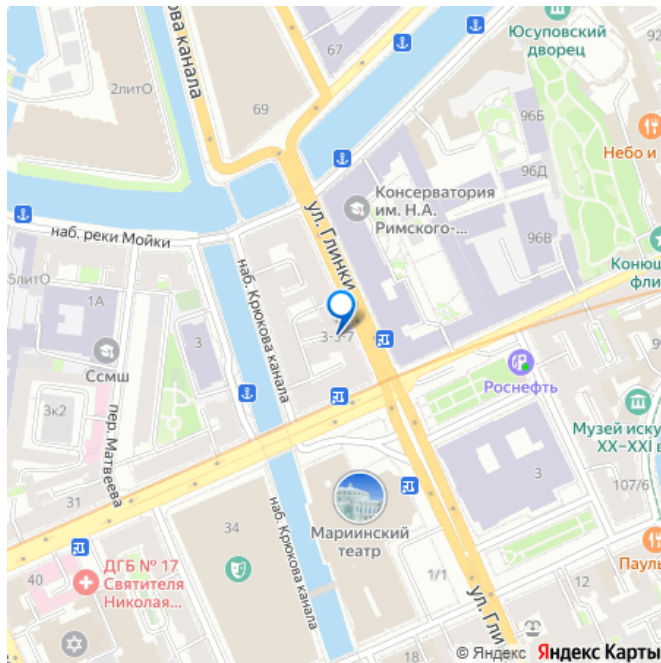 Юсуповский
дворец
92
67
96Б
2литО
кова канала
69
Небо и
96Д
Консерватория
им. Н.А.
Римского-...
ул. Глинки
96В
наб. реки Мойки
Конюш
фли
5литО
1А
наб. Крюкова канала
3
3-5-7
Ссмш
Роснефть
Музей иску
XX–XXI в
3к2
пер. Матвеева
3
107/6
31
Мариинский
театр
34
наб. Крюкова канала
Пауль
ДГБ № 17
Святителя
Николая...
40
1/1
12
ул. Гли
18
© Яндекс Яндекс Карты